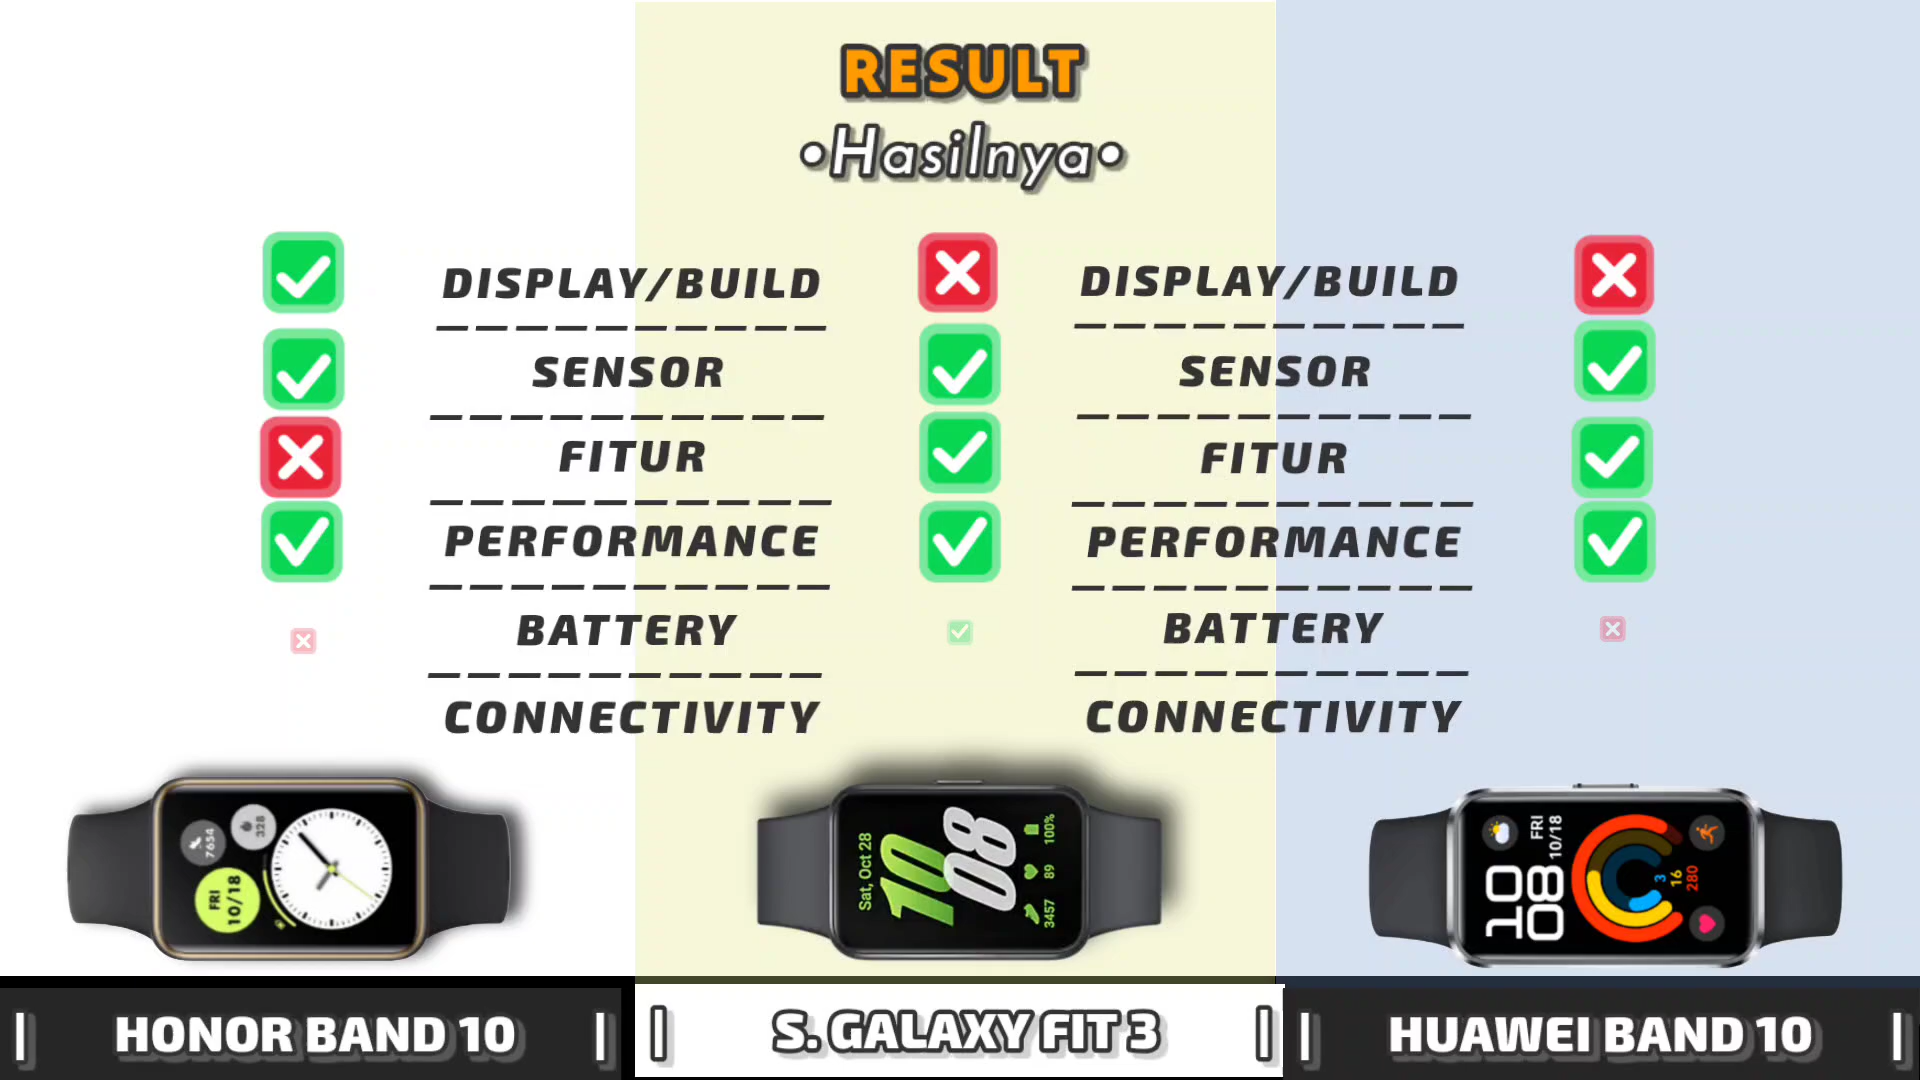 RESULT
•Hasilnya•
DISPLAY/BUILD
DISPLAY/BUILD
SENSOR
SENSOR
FITUR
FITUR
PERFORMANCE
PERFORMANCE
BATTERY
BATTERY
CONNECTIVITY
CONNECTIVITY
7654
328
FRI
10/18
Sat, Oct 28
10
08
3457
89
100%
FRI
10/18
10
08
3
16
280
HONOR BAND 10
S. GALAXY FIT 3
HUAWEI BAND 10